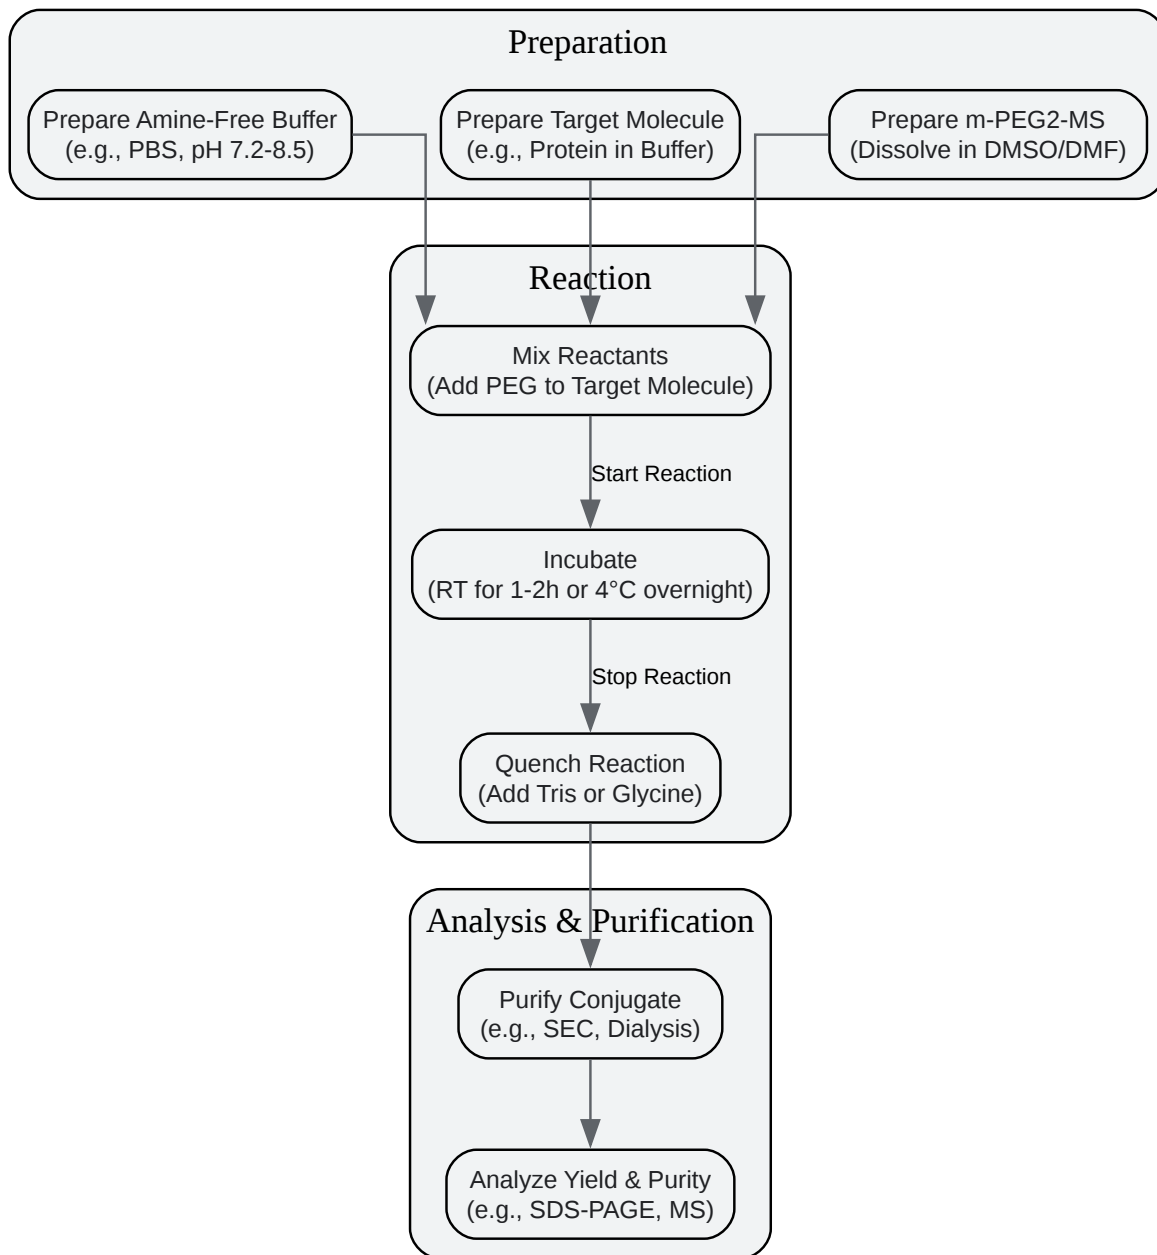 Preparation
Prepare Amine-Free Buffer
(e.g., PBS, pH 7.2-8.5)
Prepare Target Molecule
(e.g., Protein in Buffer)
Prepare m-PEG2-MS
(Dissolve in DMSO/DMF)
Reaction
Mix Reactants
(Add PEG to Target Molecule)
Start Reaction
Incubate
(RT for 1-2h or 4°C overnight)
Stop Reaction
Quench Reaction
(Add Tris or Glycine)
Analysis & Purification
Purify Conjugate
(e.g., SEC, Dialysis)
Analyze Yield & Purity
(e.g., SDS-PAGE, MS)